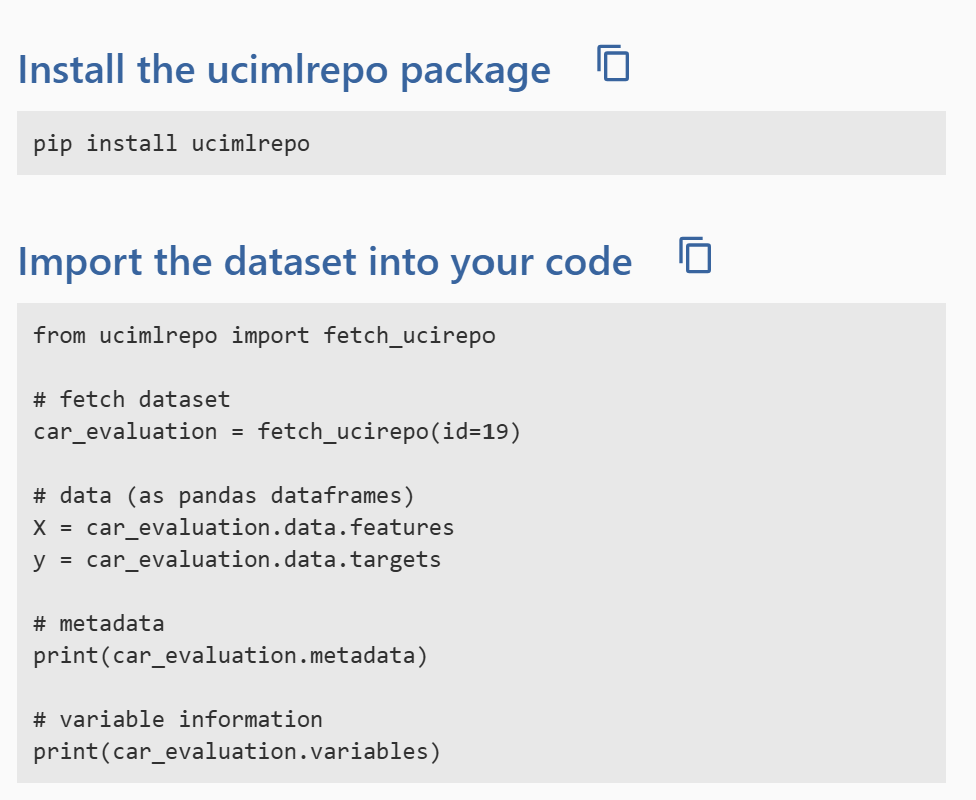 Install the ucimlrepo package
pip install ucimlrepo
Import the dataset into your code
from ucimlrepo import fetch_ucirepo
# fetch dataset
car_evaluation = fetch_ucirepo(id=19)
# data (as pandas dataframes)
X = car_evaluation.data.features
y = car_evaluation.data.targets
# metadata
print(car_evaluation.metadata)
# variable information
print(car_evaluation.variables)